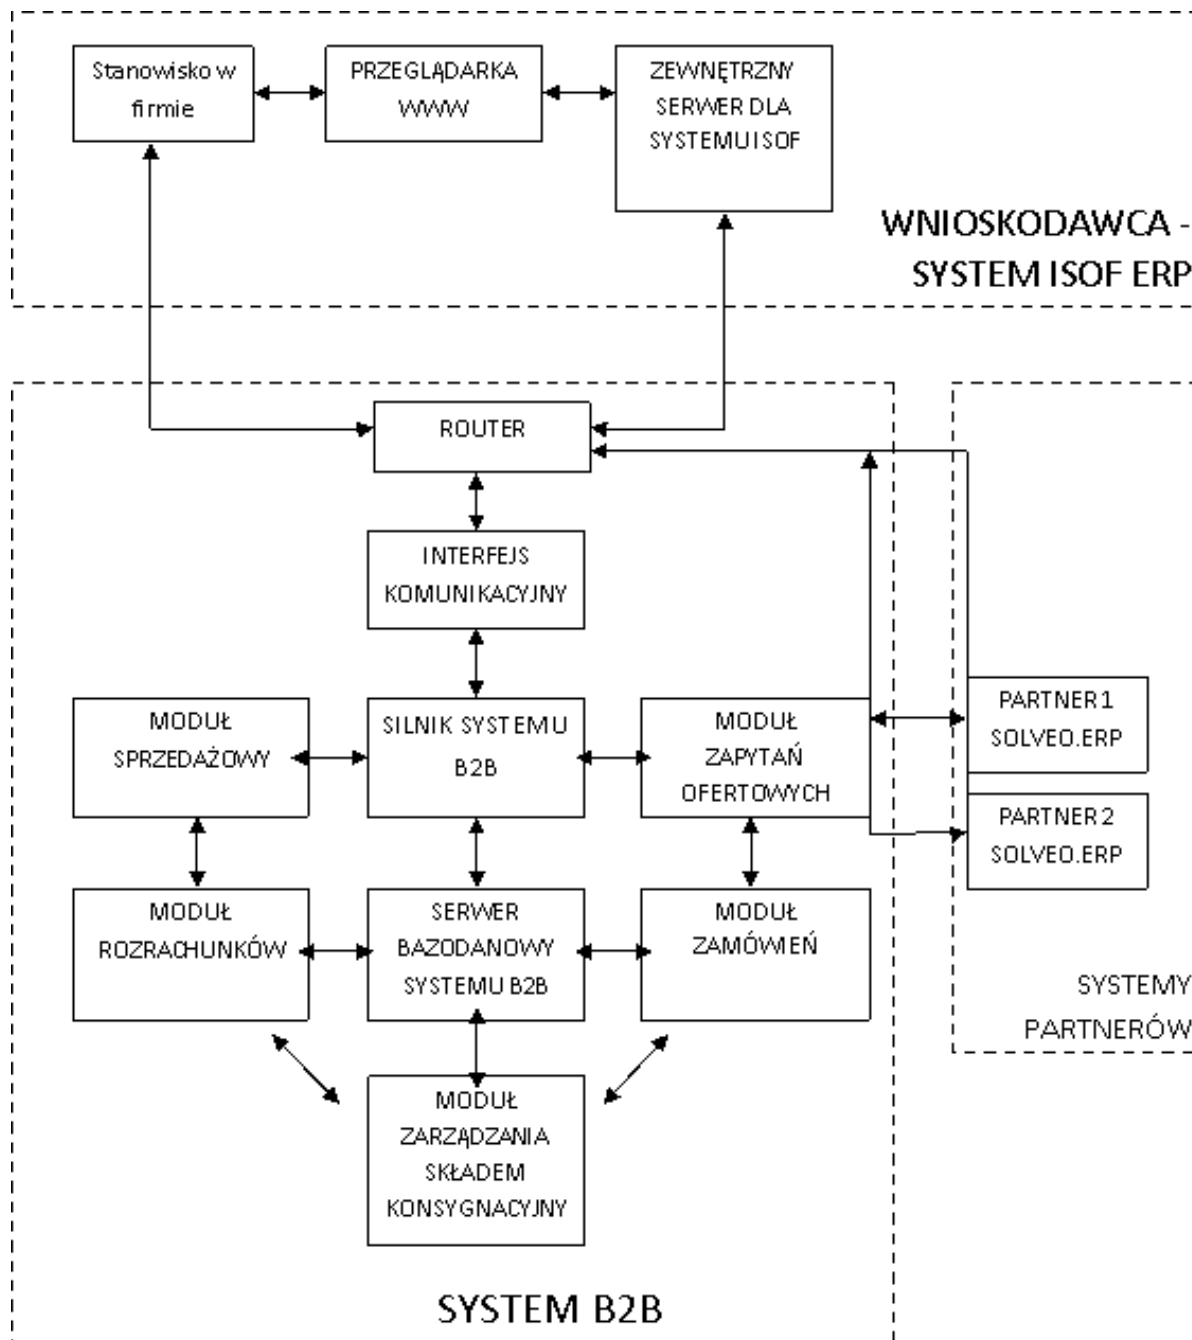 Stanowisko w
firmie
PRZEGLĄDARKA
WWW
ZEWNĘTRZNY
SERWER DLA
SYSTEMU ISOF
WNIOSKODAWCA -
SYSTEM ISOF ERP
ROUTER
INTERFEJS
KOMUNIKACYJNY
MODUŁ
SPRZEDAŻOWY
SILNIK SYSTEMU
B2B
MODUŁ
ZAPYTAŃ
OFERTOWYCH
PARTNER 1
SOLVEO.ERP
PARTNER 2
SOLVEO.ERP
MODUŁ
ROZRACHUNKÓW
SERWER
BAZODANOWY
SYSTEMU B2B
MODUŁ
ZAMÓWIEŃ
SYSTEMY
PARTNERÓW
MODUŁ
ZARZĄDZANIA
SKŁADEM
KONSYGNACYJNY
SYSTEM B2B